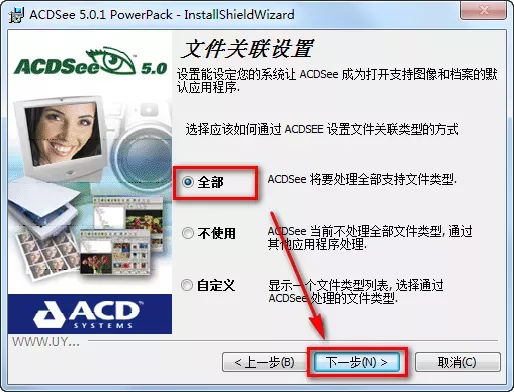 ACDSee 5.0.1 PowerPack - InstallShieldWizard
文件关联设置
ACDSee 5.0
设置能设定您的系统让 ACDSee 成为打开支持图像和档案的默
认应用程序.
选择应该如何通过 ACDSEE 设置文件关联类型的方式
全部
ACDSee 将要处理全部支持文件类型.
不使用
ACDSee 当前不处理全部文件类型, 通过
其他应用程序处理.
自定义
显示一个文件类型列表, 选择通过
ACDSee 处理的文件类型.
ACD
SYSTEMS
WWW.UY...
< 上一步(B)
下一步(N) >
取消(C)